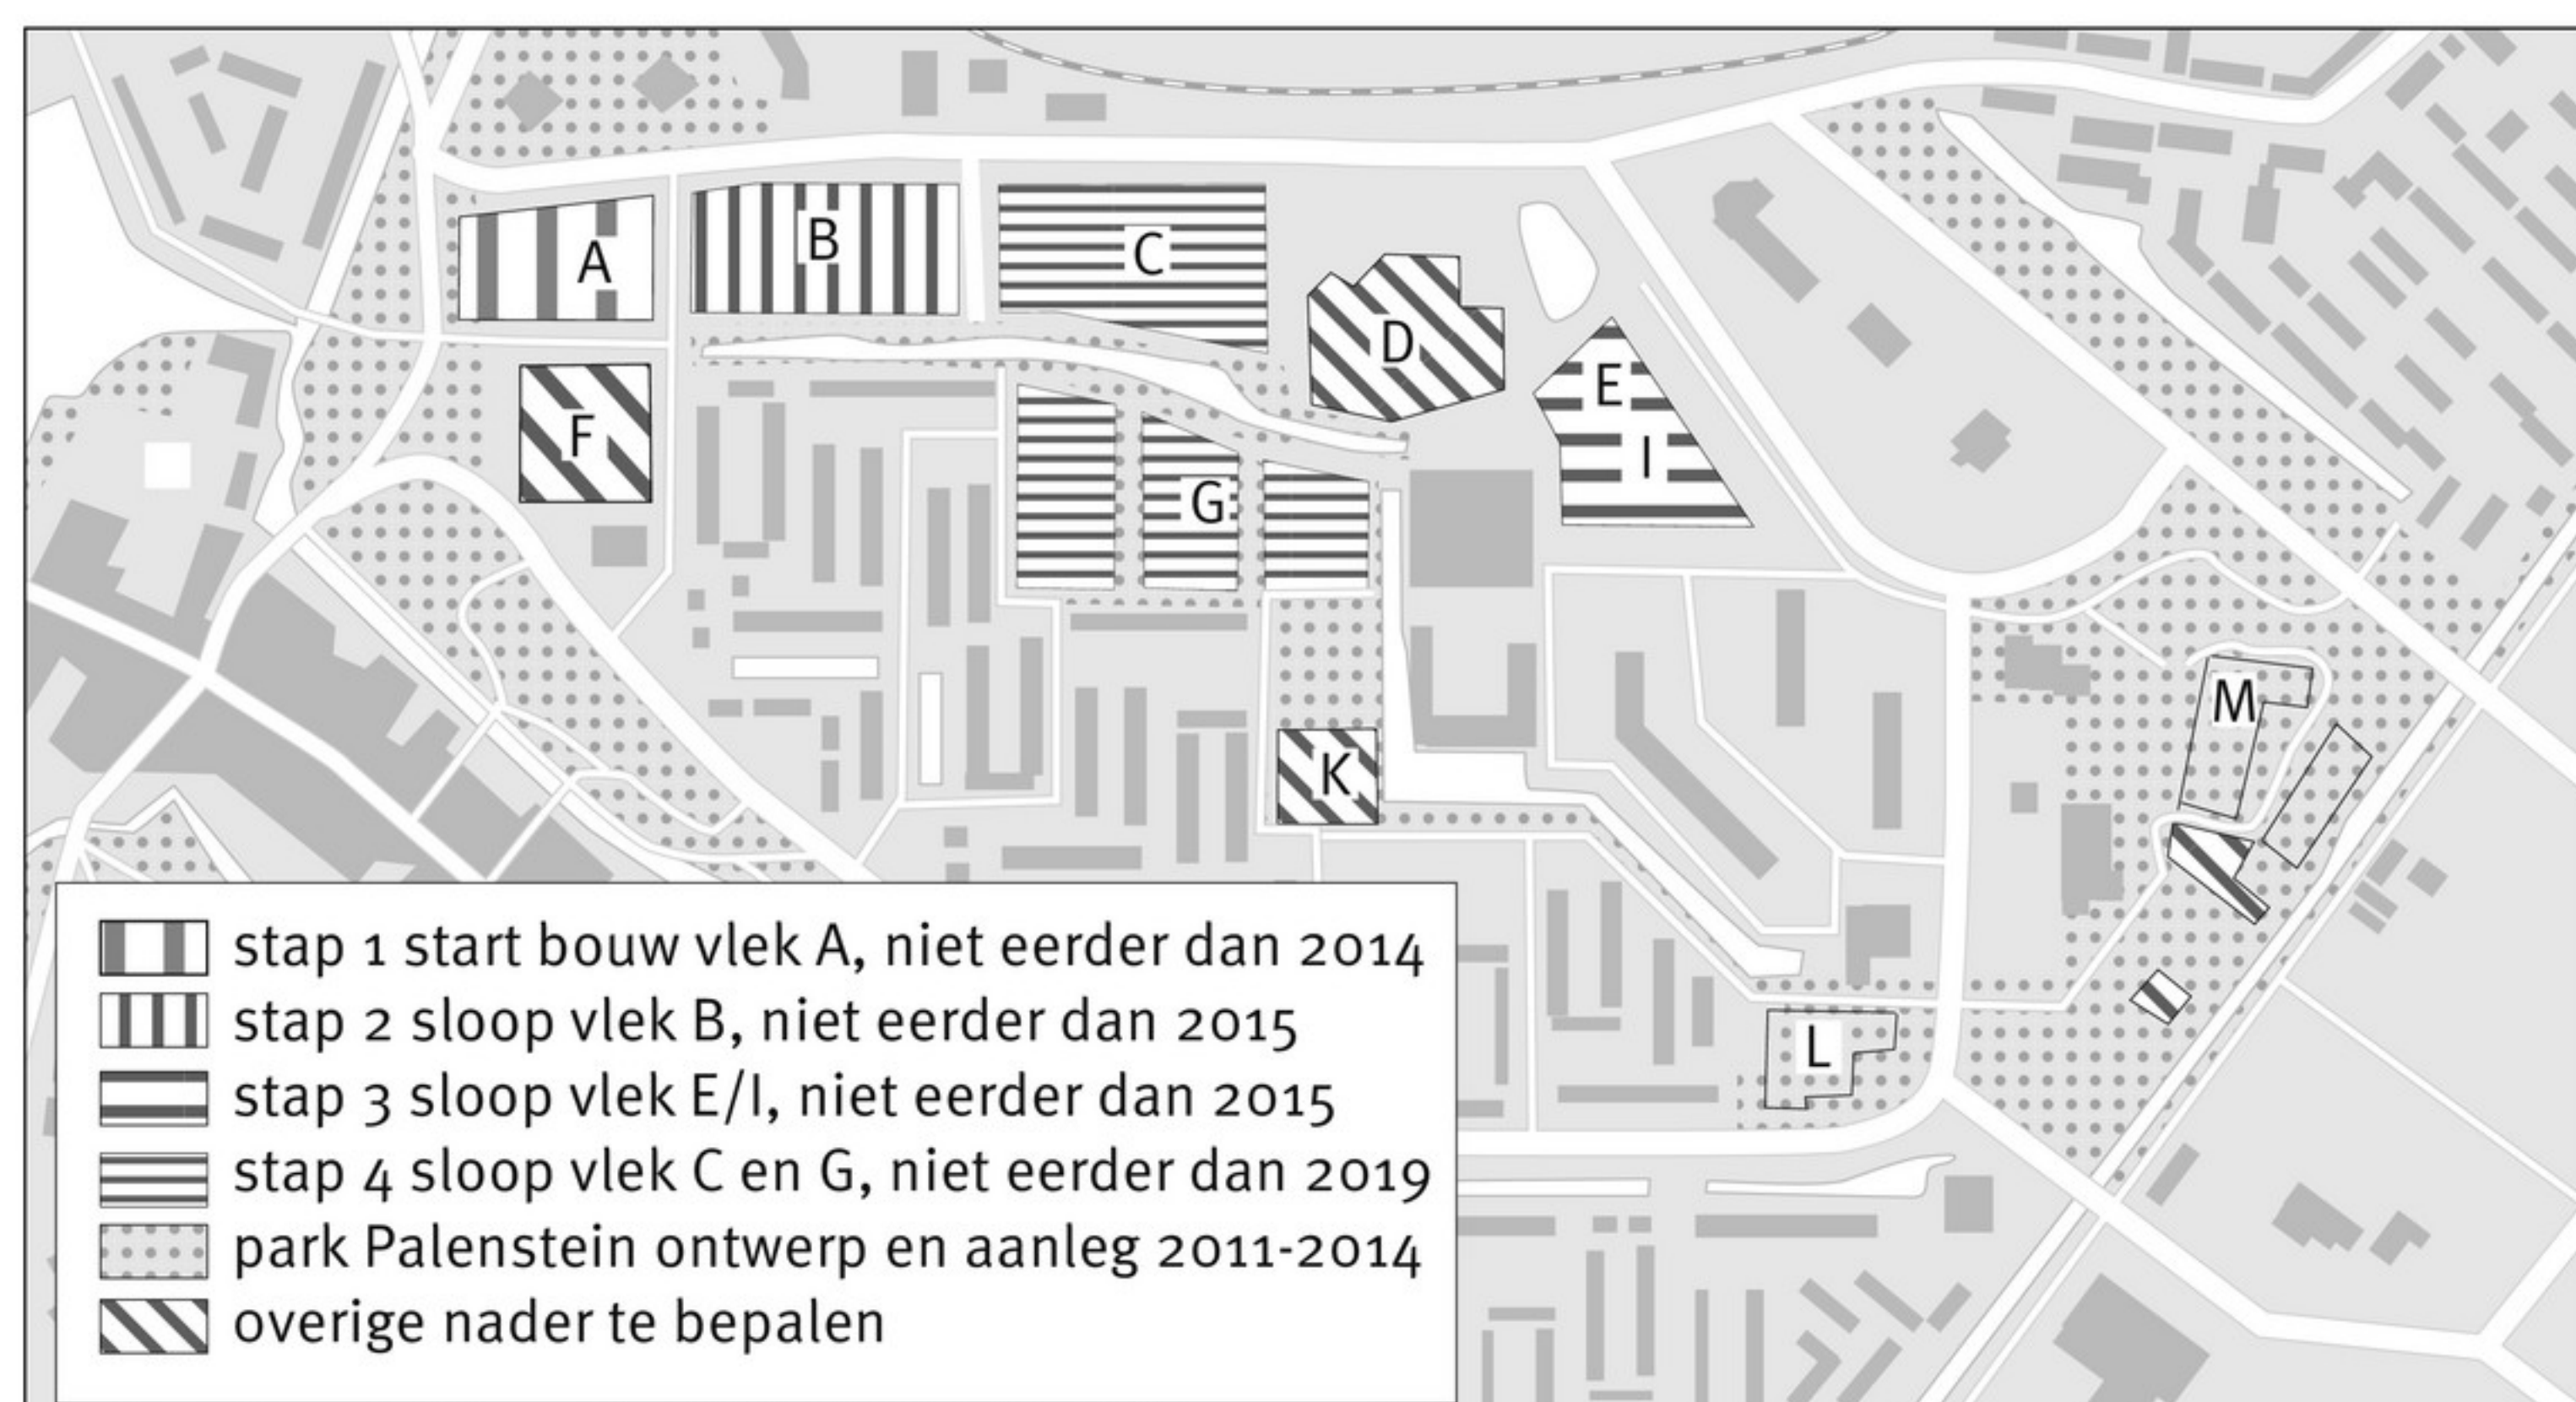 A
B
C
D
E
I
F
G
K
M
L
stap 1 start bouw vlek A, niet eerder dan 2014
stap 2 sloop vlek B, niet eerder dan 2015
stap 3 sloop vlek E/I, niet eerder dan 2015
stap 4 sloop vlek C en G, niet eerder dan 2019
park Palenstein ontwerp en aanleg 2011-2014
overige nader te bepalen